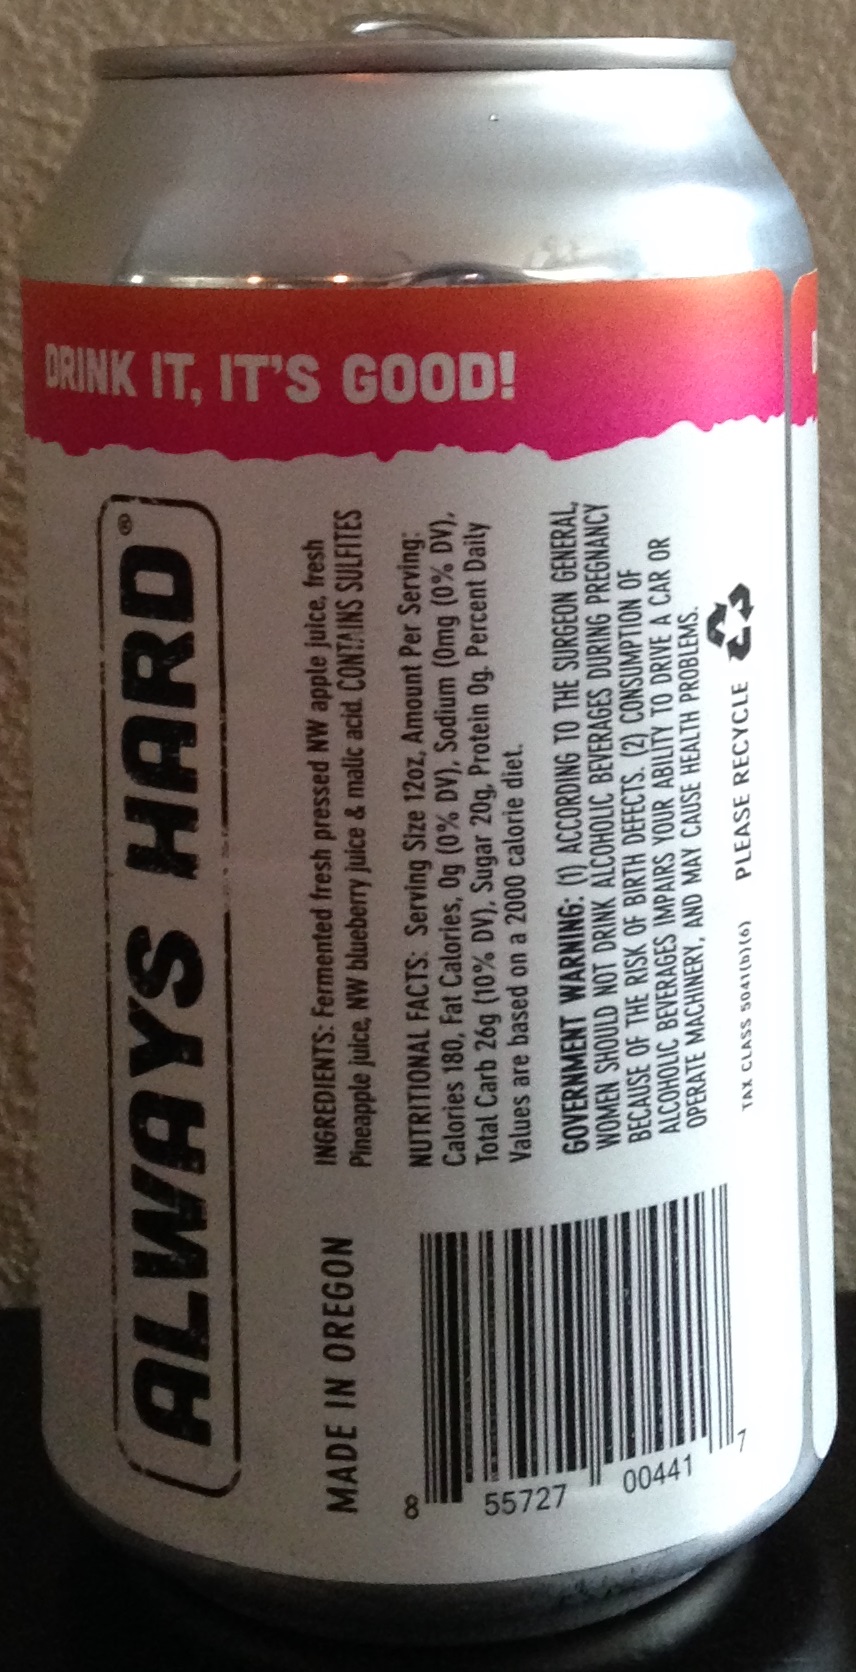 DRINK IT, IT'S GOOD!
ALWAYS HARD®
INGREDIENTS: Fermented fresh pressed NW apple juice, fresh
Pineapple juice, NW blueberry juice & malic acid. CONTAINS SULFITES
NUTRITIONAL FACTS: Serving Size 12oz, Amount Per Serving:
Calories 180, Fat Calories, 0g (0% DV), Sodium (0mg (0% DV),
Total Carb 26g (10% DV), Sugar 20g, Protein 0g. Percent Daily
Values are based on a 2000 calorie diet.
GOVERNMENT WARNING: (1) ACCORDING TO THE SURGEON GENERAL,
WOMEN SHOULD NOT DRINK ALCOHOLIC BEVERAGES DURING PREGNANCY
BECAUSE OF THE RISK OF BIRTH DEFECTS. (2) CONSUMPTION OF
ALCOHOLIC BEVERAGES IMPAIRS YOUR ABILITY TO DRIVE A CAR OR
OPERATE MACHINERY, AND MAY CAUSE HEALTH PROBLEMS.
TAX CLASS 5041(b)(6) PLEASE RECYCLE
MADE IN OREGON
8 55727 00441 7